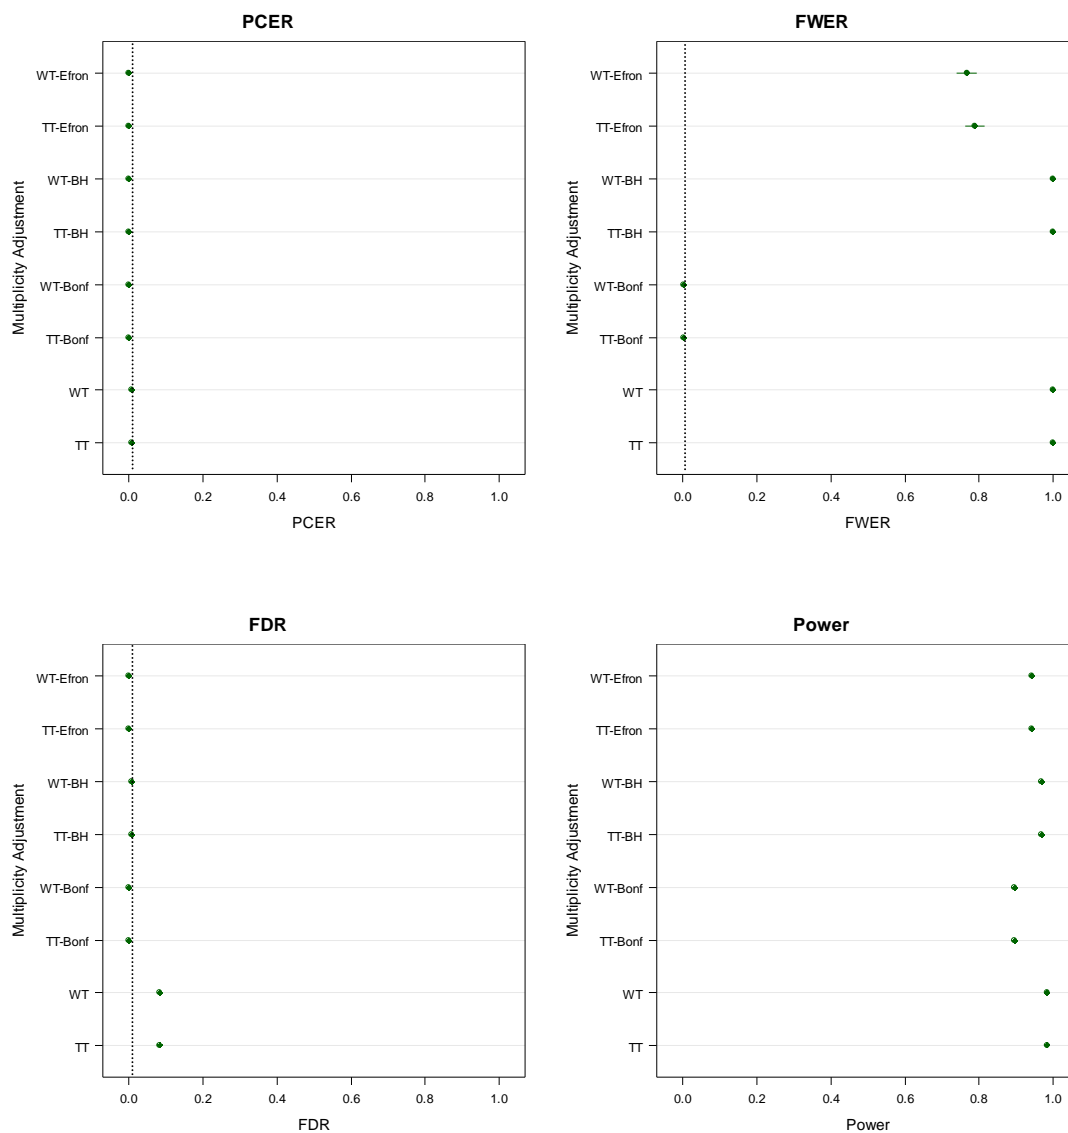 PCER
Multiplicity Adjustment
WT-Efron
TT-Efron
WT-BH
TT-BH
WT-Bonf
TT-Bonf
WT
TT
0.0 0.2 0.4 0.6 0.8 1.0
PCER
FWER
Multiplicity Adjustment
WT-Efron
TT-Efron
WT-BH
TT-BH
WT-Bonf
TT-Bonf
WT
TT
0.0 0.2 0.4 0.6 0.8 1.0
FWER
FDR
Multiplicity Adjustment
WT-Efron
TT-Efron
WT-BH
TT-BH
WT-Bonf
TT-Bonf
WT
TT
0.0 0.2 0.4 0.6 0.8 1.0
FDR
Power
Multiplicity Adjustment
WT-Efron
TT-Efron
WT-BH
TT-BH
WT-Bonf
TT-Bonf
WT
TT
0.0 0.2 0.4 0.6 0.8 1.0
Power